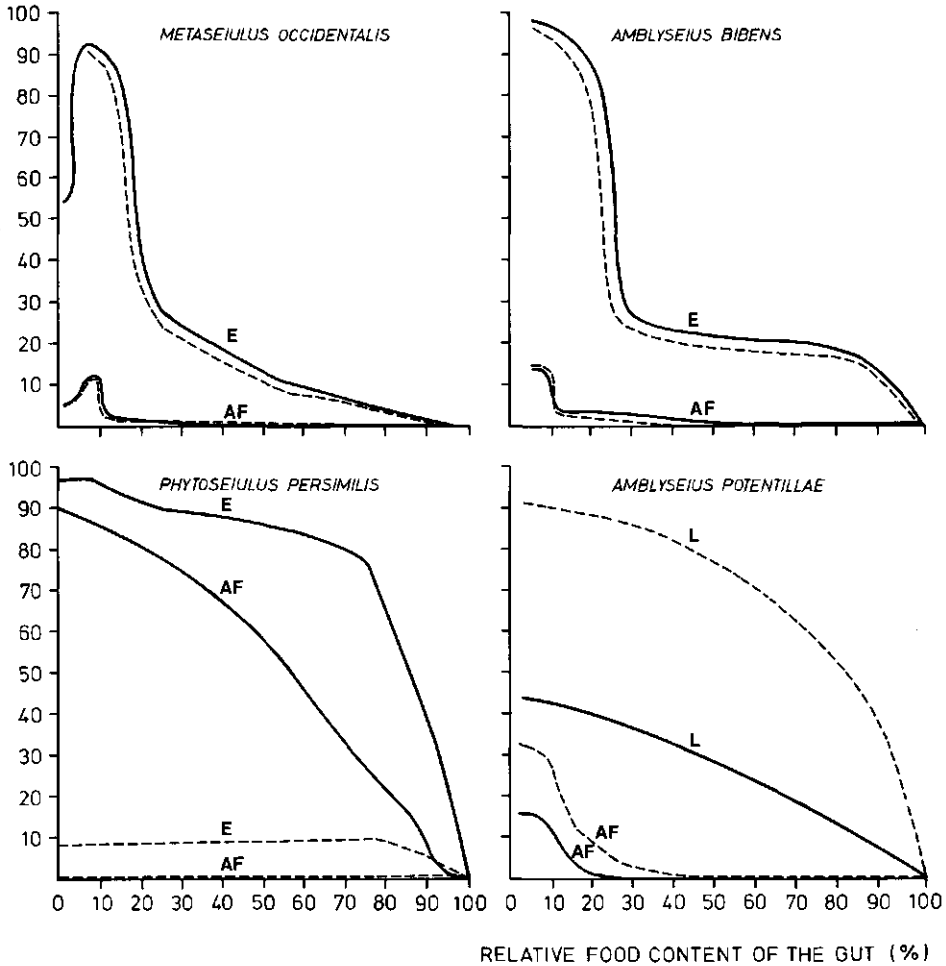 METASEIULUS OCCIDENTALIS
100
90
80
70
60
50
40
30
20
10
E
AF
AMBLYSEIUS BIBENS
E
AF
PHYTOSEIULUS PERSIMILIS
100
90
80
70
60
50
40
30
20
10
E
AF
E
AF
0 10 20 30 40 50 60 70 80 90 100
AMBLYSEIUS POTENTILLAE
L
L
AF
AF
0 10 20 30 40 50 60 70 80 90 100
RELATIVE FOOD CONTENT OF THE GUT (%)